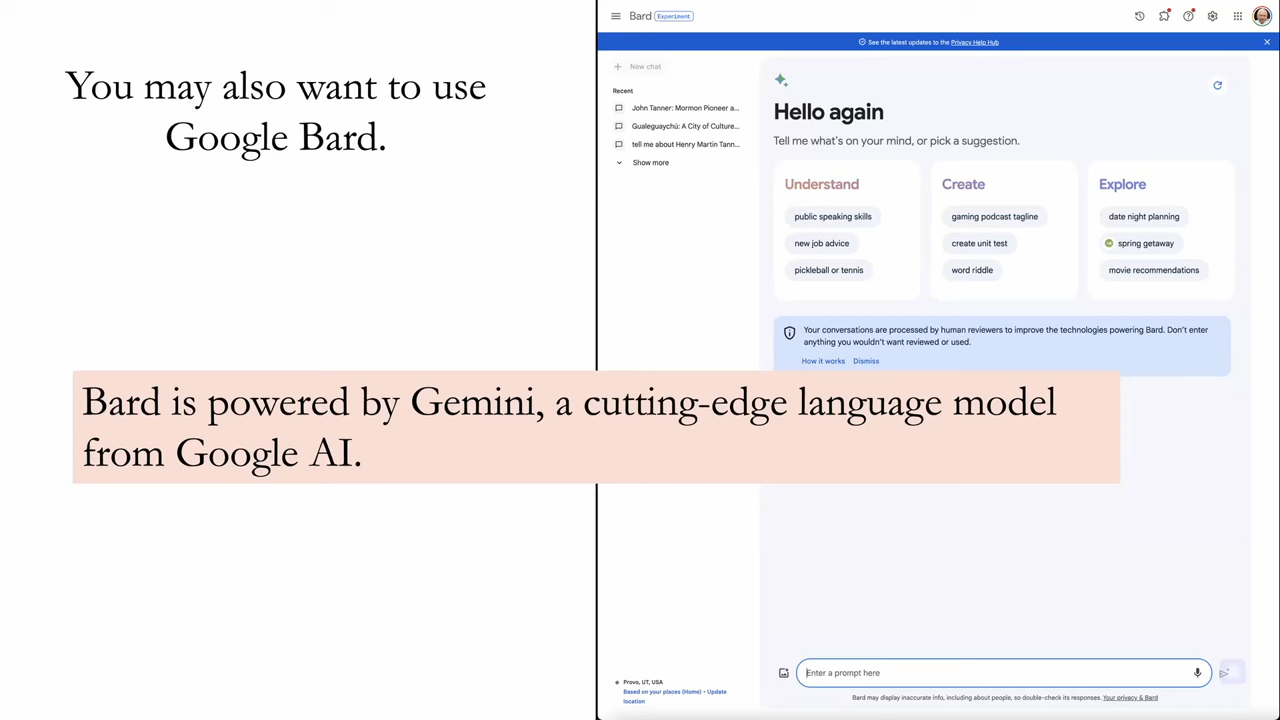 You may also want to use
Google Bard.
Bard is powered by Gemini, a cutting-edge language model
from Google AI.
Bard Experiment
See the latest updates to the Privacy Help Hub
New chat
Recent
John Tanner: Mormon Pioneer a...
Gualeguaychú: A City of Culture...
tell me about Henry Martin Tann...
Show more
Hello again
Tell me what's on your mind, or pick a suggestion.
Understand
public speaking skills
new job advice
pickleball or tennis
Create
gaming podcast tagline
create unit test
word riddle
Explore
date night planning
spring getaway
movie recommendations
Your conversations are processed by human reviewers to improve the technologies powering Bard. Don't enter
anything you wouldn't want reviewed or used.
How it works Dismiss
Provo, UT, USA
Based on your places (Home) • Update
location
Enter a prompt here
Bard may display inaccurate info, including about people, so double-check its responses. Your privacy & Bard